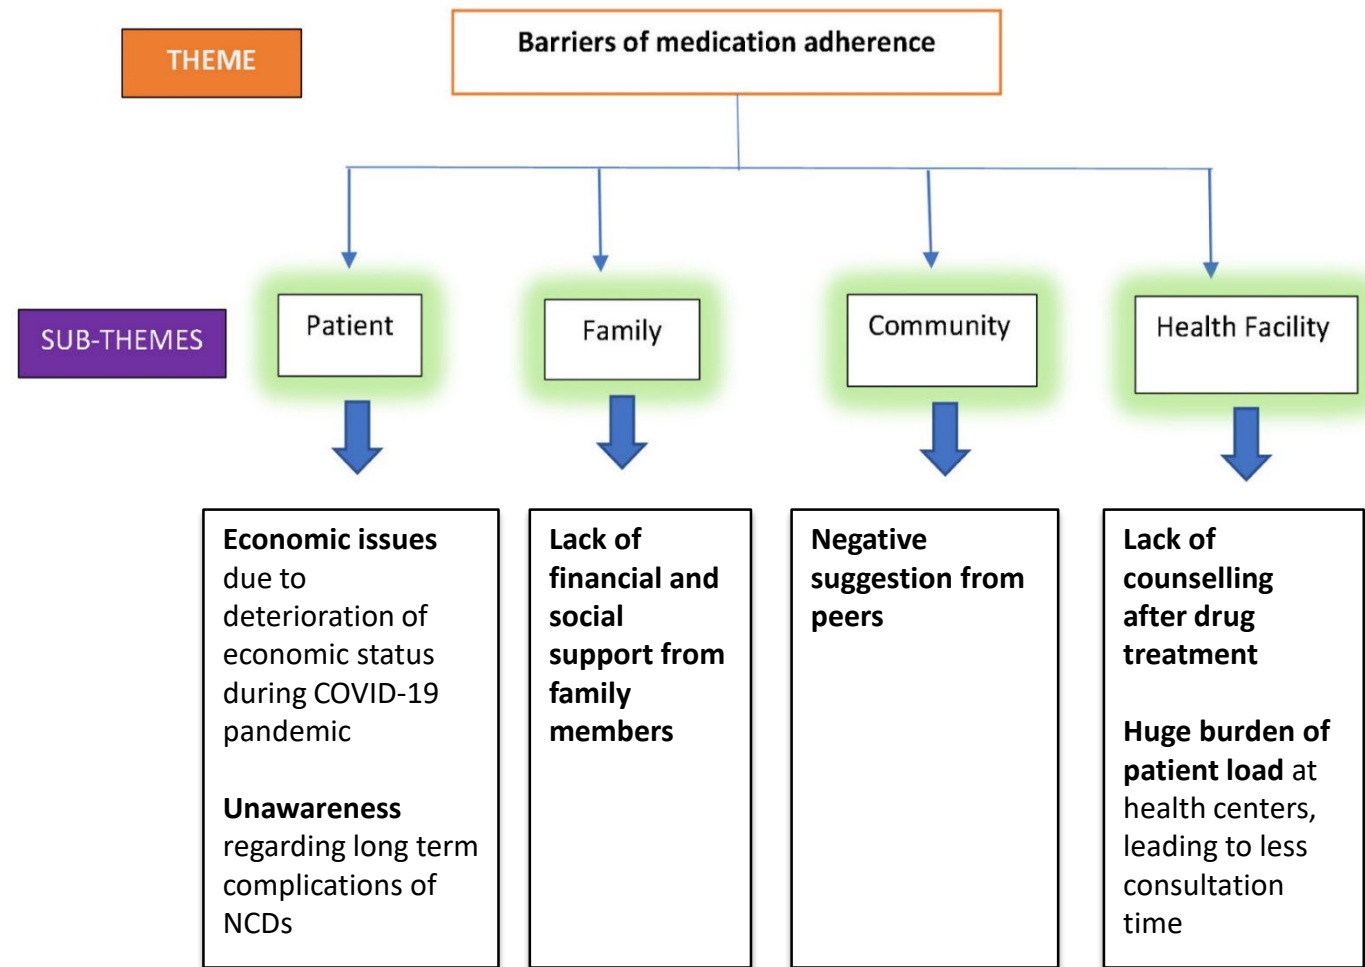 THEME
Barriers of medication adherence
SUB-THEMES
Patient
Family
Community
Health Facility
Economic issues
due to
deterioration of
economic status
during COVID-19
pandemic
Unawareness
regarding long term
complications of
NCDs
Lack of
financial and
social
support from
family
members
Negative
suggestion from
peers
Lack of
counselling
after drug
treatment
Huge burden of
patient load at
health centers,
leading to less
consultation
time